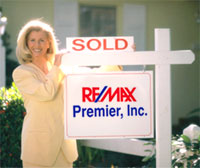 SOLD
RE/MAX
Premier, Inc.